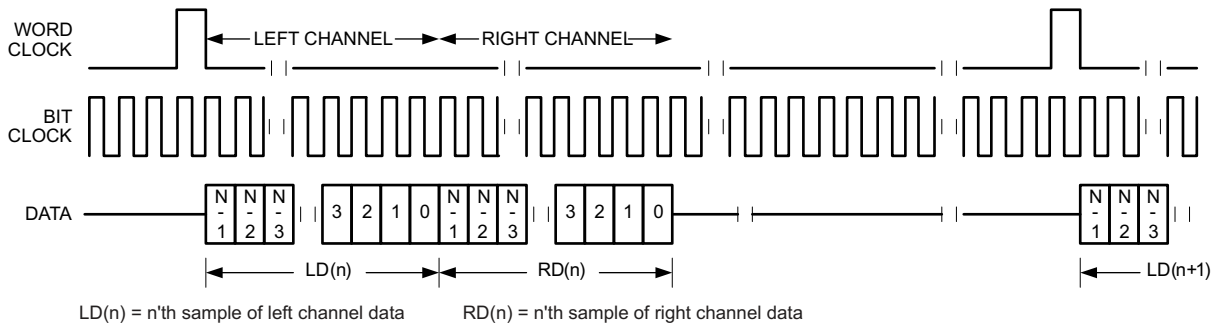 WORD
CLOCK
LEFT CHANNEL
RIGHT CHANNEL
BIT
CLOCK
DATA
N-1 N-2 N-3 3 2 1 0 N-1 N-2 N-3 3 2 1 0 N-1 N-2 N-3
LD(n) RD(n) LD(n+1)
LD(n) = n'th sample of left channel data RD(n) = n'th sample of right channel data